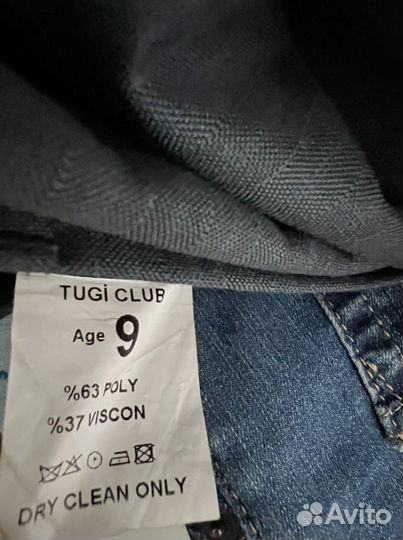 TUGİ CLUB
Age 9
%63 POLY
%37 VISCON
DRY CLEAN ONLY
Avito